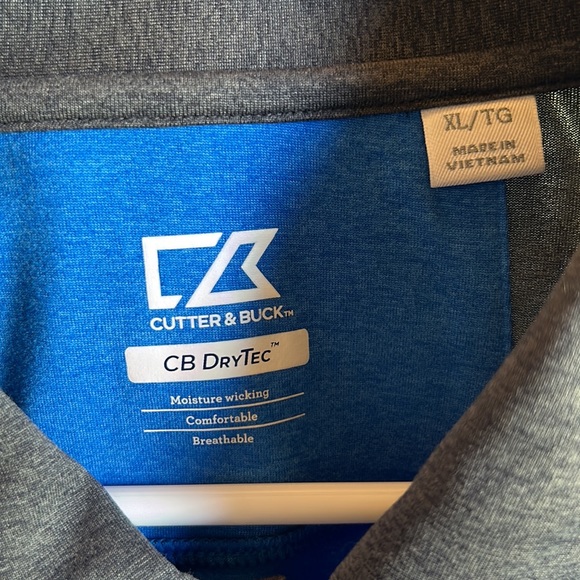 XL/TG
MADE IN
VIETNAM
CUTTER & BUCK™
CB DRYTEC™
Moisture wicking
Comfortable
Breathable